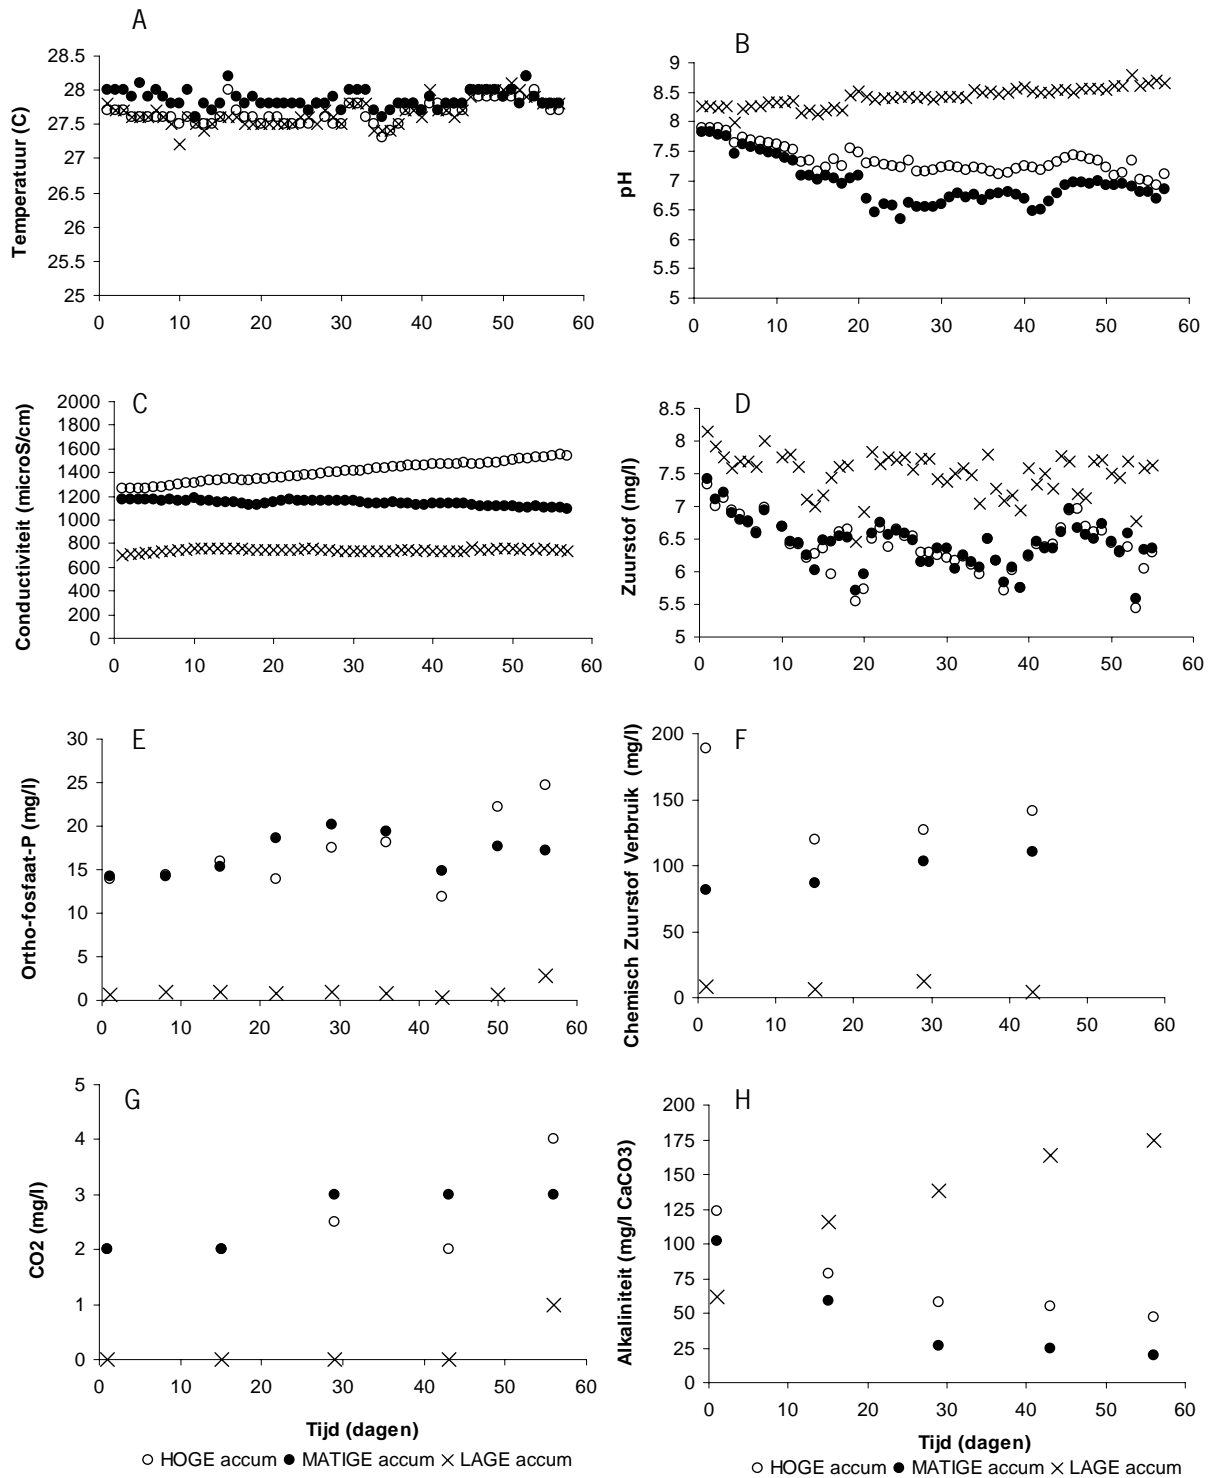 A
28.5
28
27.5
27
26.5
26
25.5
25
Temperatuur (C)
0 10 20 30 40 50 60
B
9
8.5
8
7.5
7
6.5
6
5.5
5
pH
0 10 20 30 40 50 60
C
2000
1800
1600
1400
1200
1000
800
600
400
200
0
Conductiviteit (microS/cm)
0 10 20 30 40 50 60
D
8.5
8
7.5
7
6.5
6
5.5
5
Zuurstof (mg/l)
0 10 20 30 40 50 60
E
30
25
20
15
10
5
0
Ortho-fosfaat-P (mg/l)
0 10 20 30 40 50 60
F
200
150
100
50
0
Chemisch Zuurstof Verbruik (mg/l)
0 10 20 30 40 50 60
G
5
4
3
2
1
0
CO2 (mg/l)
0 10 20 30 40 50 60
Tijd (dagen)
HOGE accum MATIGE accum LAGE accum
H
200
175
150
125
100
75
50
25
0
Alkaliniteit (mg/l CaCO3)
0 10 20 30 40 50 60
Tijd (dagen)
HOGE accum MATIGE accum LAGE accum